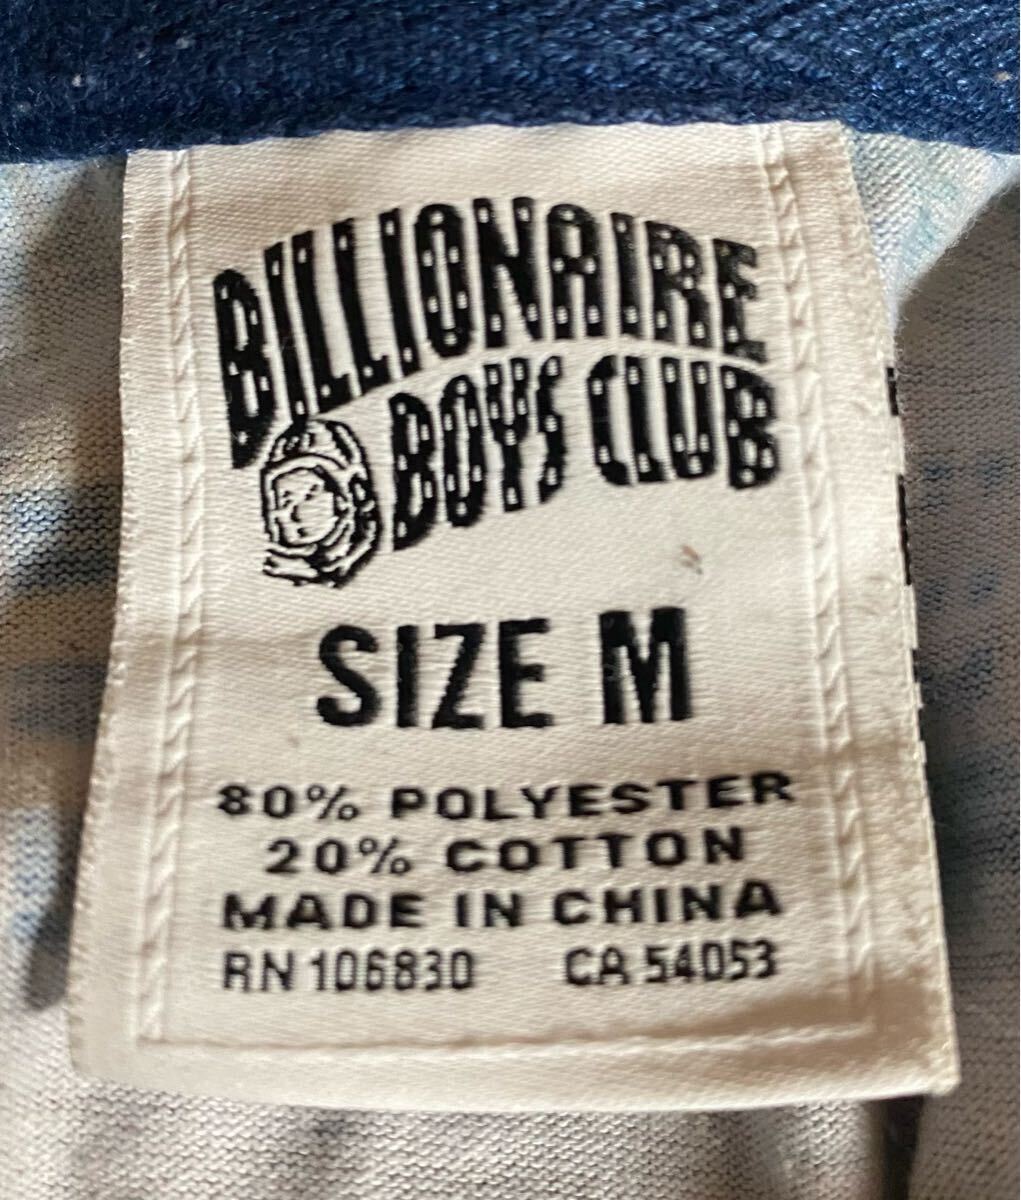 BILLIONAIRE
BOYS CLUB
SIZE M
80% POLYESTER
20% COTTON
MADE IN CHINA
RN 106830 CA 54053